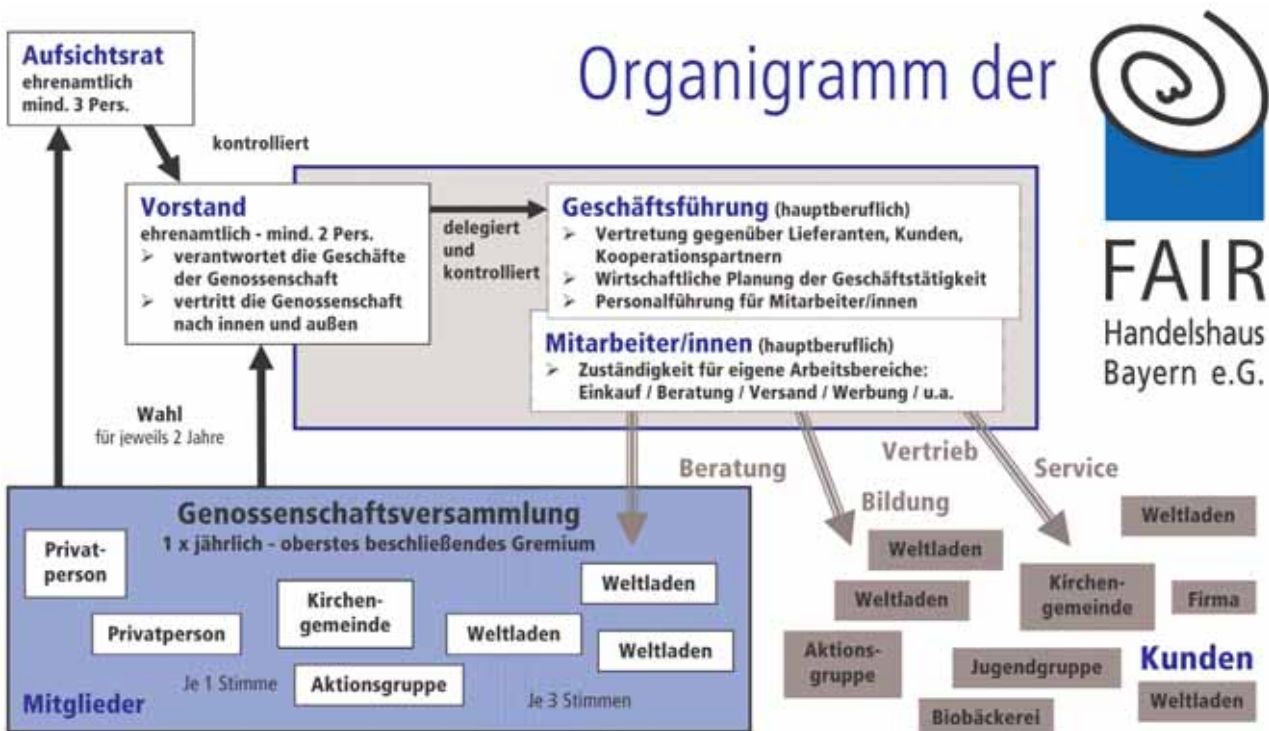 Organigramm der
FAIR
Handelshaus
Bayern e.G.
Aufsichtsrat
ehrenamtlich
mind. 3 Pers.
kontrolliert
Vorstand
ehrenamtlich - mind. 2 Pers.
➢ verantwortet die Geschäfte
der Genossenschaft
➢ vertritt die Genossenschaft
nach innen und außen
delegiert
und
kontrolliert
Geschäftsführung (hauptberuflich)
➢ Vertretung gegenüber Lieferanten, Kunden,
Kooperationspartnern
➢ Wirtschaftliche Planung der Geschäftstätigkeit
➢ Personalführung für Mitarbeiter/innen
Mitarbeiter/innen (hauptberuflich)
➢ Zuständigkeit für eigene Arbeitsbereiche:
Einkauf / Beratung / Versand / Werbung / u.a.
Wahl
für jeweils 2 Jahre
Beratung
Bildung
Vertrieb
Service
Genossenschaftsversammlung
1 x jährlich - oberstes beschließendes Gremium
Privat-
person
Privatperson
Kirchen-
gemeinde
Aktionsgruppe
Weltladen
Weltladen
Weltladen
Je 1 Stimme
Je 3 Stimmen
Mitglieder
Weltladen
Weltladen
Weltladen
Kirchen-
gemeinde
Firma
Aktions-
gruppe
Jugendgruppe
Kunden
Biobäckerei
Weltladen